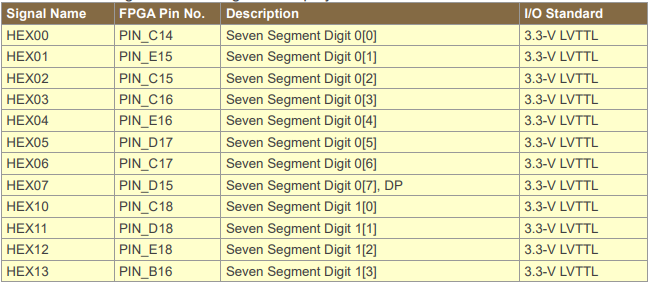 Signal Name FPGA Pin No. Description I/O Standard
HEX00 PIN_C14 Seven Segment Digit 0[0] 3.3-V LVTTL
HEX01 PIN_E15 Seven Segment Digit 0[1] 3.3-V LVTTL
HEX02 PIN_C15 Seven Segment Digit 0[2] 3.3-V LVTTL
HEX03 PIN_C16 Seven Segment Digit 0[3] 3.3-V LVTTL
HEX04 PIN_E16 Seven Segment Digit 0[4] 3.3-V LVTTL
HEX05 PIN_D17 Seven Segment Digit 0[5] 3.3-V LVTTL
HEX06 PIN_C17 Seven Segment Digit 0[6] 3.3-V LVTTL
HEX07 PIN_D15 Seven Segment Digit 0[7], DP 3.3-V LVTTL
HEX10 PIN_C18 Seven Segment Digit 1[0] 3.3-V LVTTL
HEX11 PIN_D18 Seven Segment Digit 1[1] 3.3-V LVTTL
HEX12 PIN_E18 Seven Segment Digit 1[2] 3.3-V LVTTL
HEX13 PIN_B16 Seven Segment Digit 1[3] 3.3-V LVTTL